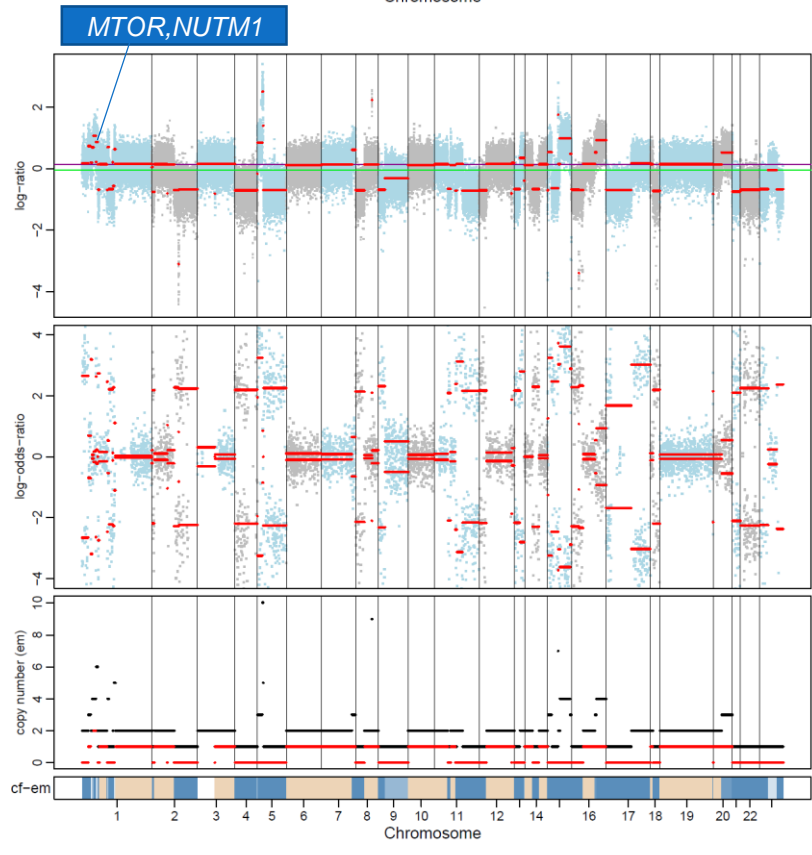 Chromosome
MTOR,NUTM1
log−ratio
2
0
−2
−4
log−odds−ratio
4
2
0
−2
−4
copy number (em)
10
8
6
4
2
0
cf−em
1 2 3 4 5 6 7 8 9 10 11 12 13 14 15 16 17 18 19 20 22
Chromosome